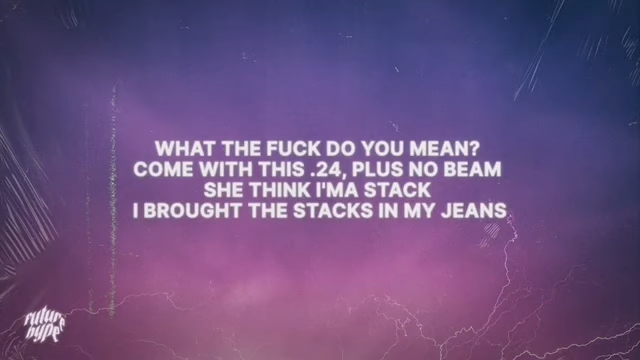 WHAT THE FUCK DO YOU MEAN?
COME WITH THIS .24, PLUS NO BEAM
SHE THINK I'MA STACK
I BROUGHT THE STACKS IN MY JEANS
future hype